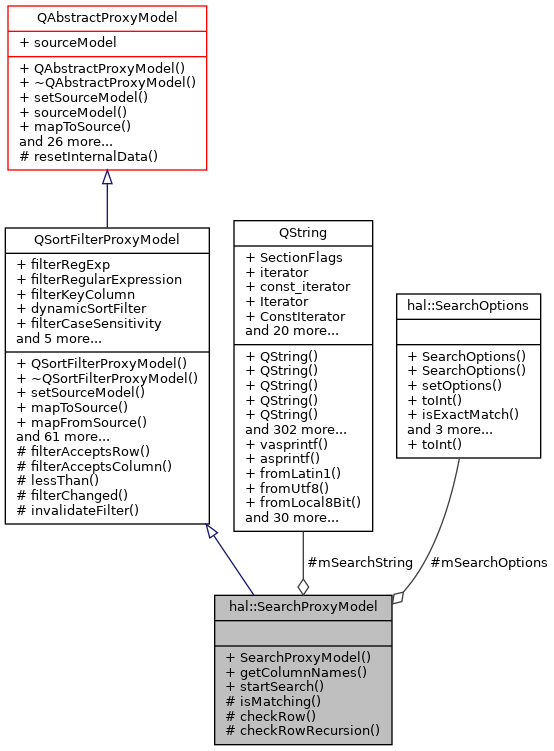 QAbstractProxyModel
+ sourceModel
+ QAbstractProxyModel()
+ ~QAbstractProxyModel()
+ setSourceModel()
+ sourceModel()
+ mapToSource()
and 26 more...
# resetInternalData()
QSortFilterProxyModel
+ filterRegExp
+ filterRegularExpression
+ filterKeyColumn
+ dynamicSortFilter
+ filterCaseSensitivity
and 5 more...
+ QSortFilterProxyModel()
+ ~QSortFilterProxyModel()
+ setSourceModel()
+ mapToSource()
+ mapFromSource()
and 61 more...
# filterAcceptsRow()
# filterAcceptsColumn()
# lessThan()
# filterChanged()
# invalidateFilter()
QString
+ SectionFlags
+ iterator
+ const_iterator
+ Iterator
+ ConstIterator
and 20 more...
+ QString()
+ QString()
+ QString()
+ QString()
+ QString()
and 302 more...
+ vasprintf()
+ asprintf()
+ fromLatin1()
+ fromUtf8()
+ fromLocal8Bit()
and 30 more...
hal::SearchOptions
+ SearchOptions()
+ SearchOptions()
+ setOptions()
+ toInt()
+ isExactMatch()
and 3 more...
+ toInt()
#mSearchString
#mSearchOptions
hal::SearchProxyModel
+ SearchProxyModel()
+ getColumnNames()
+ startSearch()
# isMatching()
# checkRow()
# checkRowRecursion()